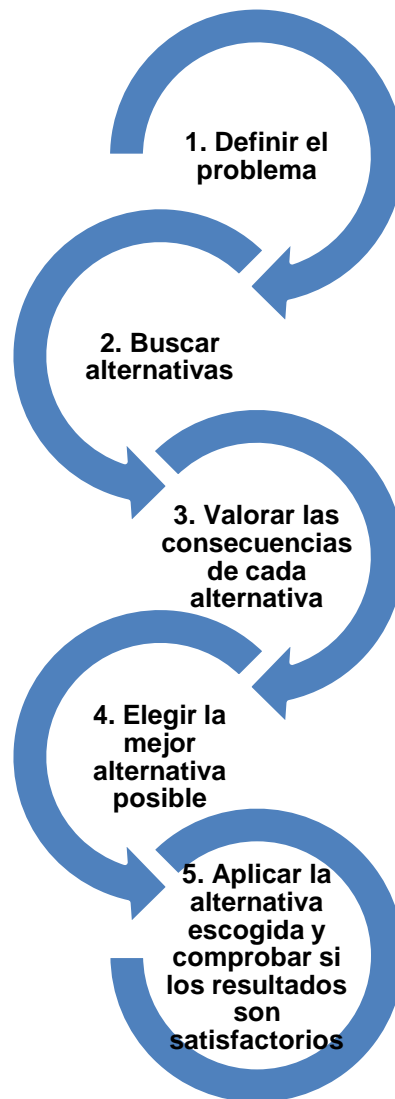 1. Definir el
problema
2. Buscar
alternativas
3. Valorar las
consecuencias
de cada
alternativa
4. Elegir la
mejor
alternativa
posible
5. Aplicar la
alternativa
escogida y
comprobar si
los resultados
son
satisfactorios